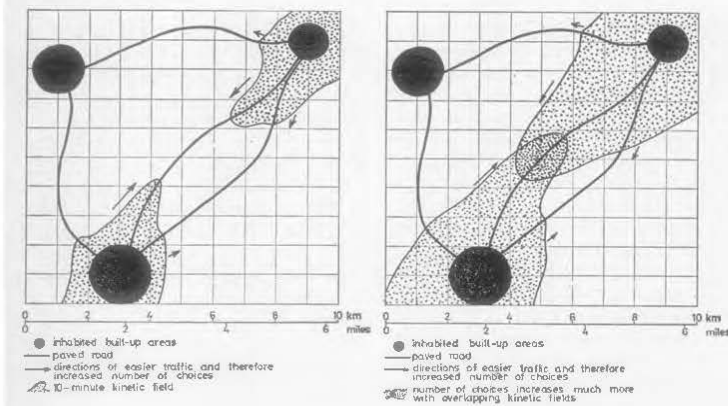 0 2 4 6 8 10 km
0 2 4 6 miles
inhabited built-up areas
paved road
directions of easier traffic and therefore
increased number of choices
10-minute kinetic field
0 2 4 6 8 10 km
0 2 4 6 miles
inhabited built-up areas
paved road
directions of easier traffic and therefore
increased number of choices
number of choices increases much more
with overlapping kinetic fields